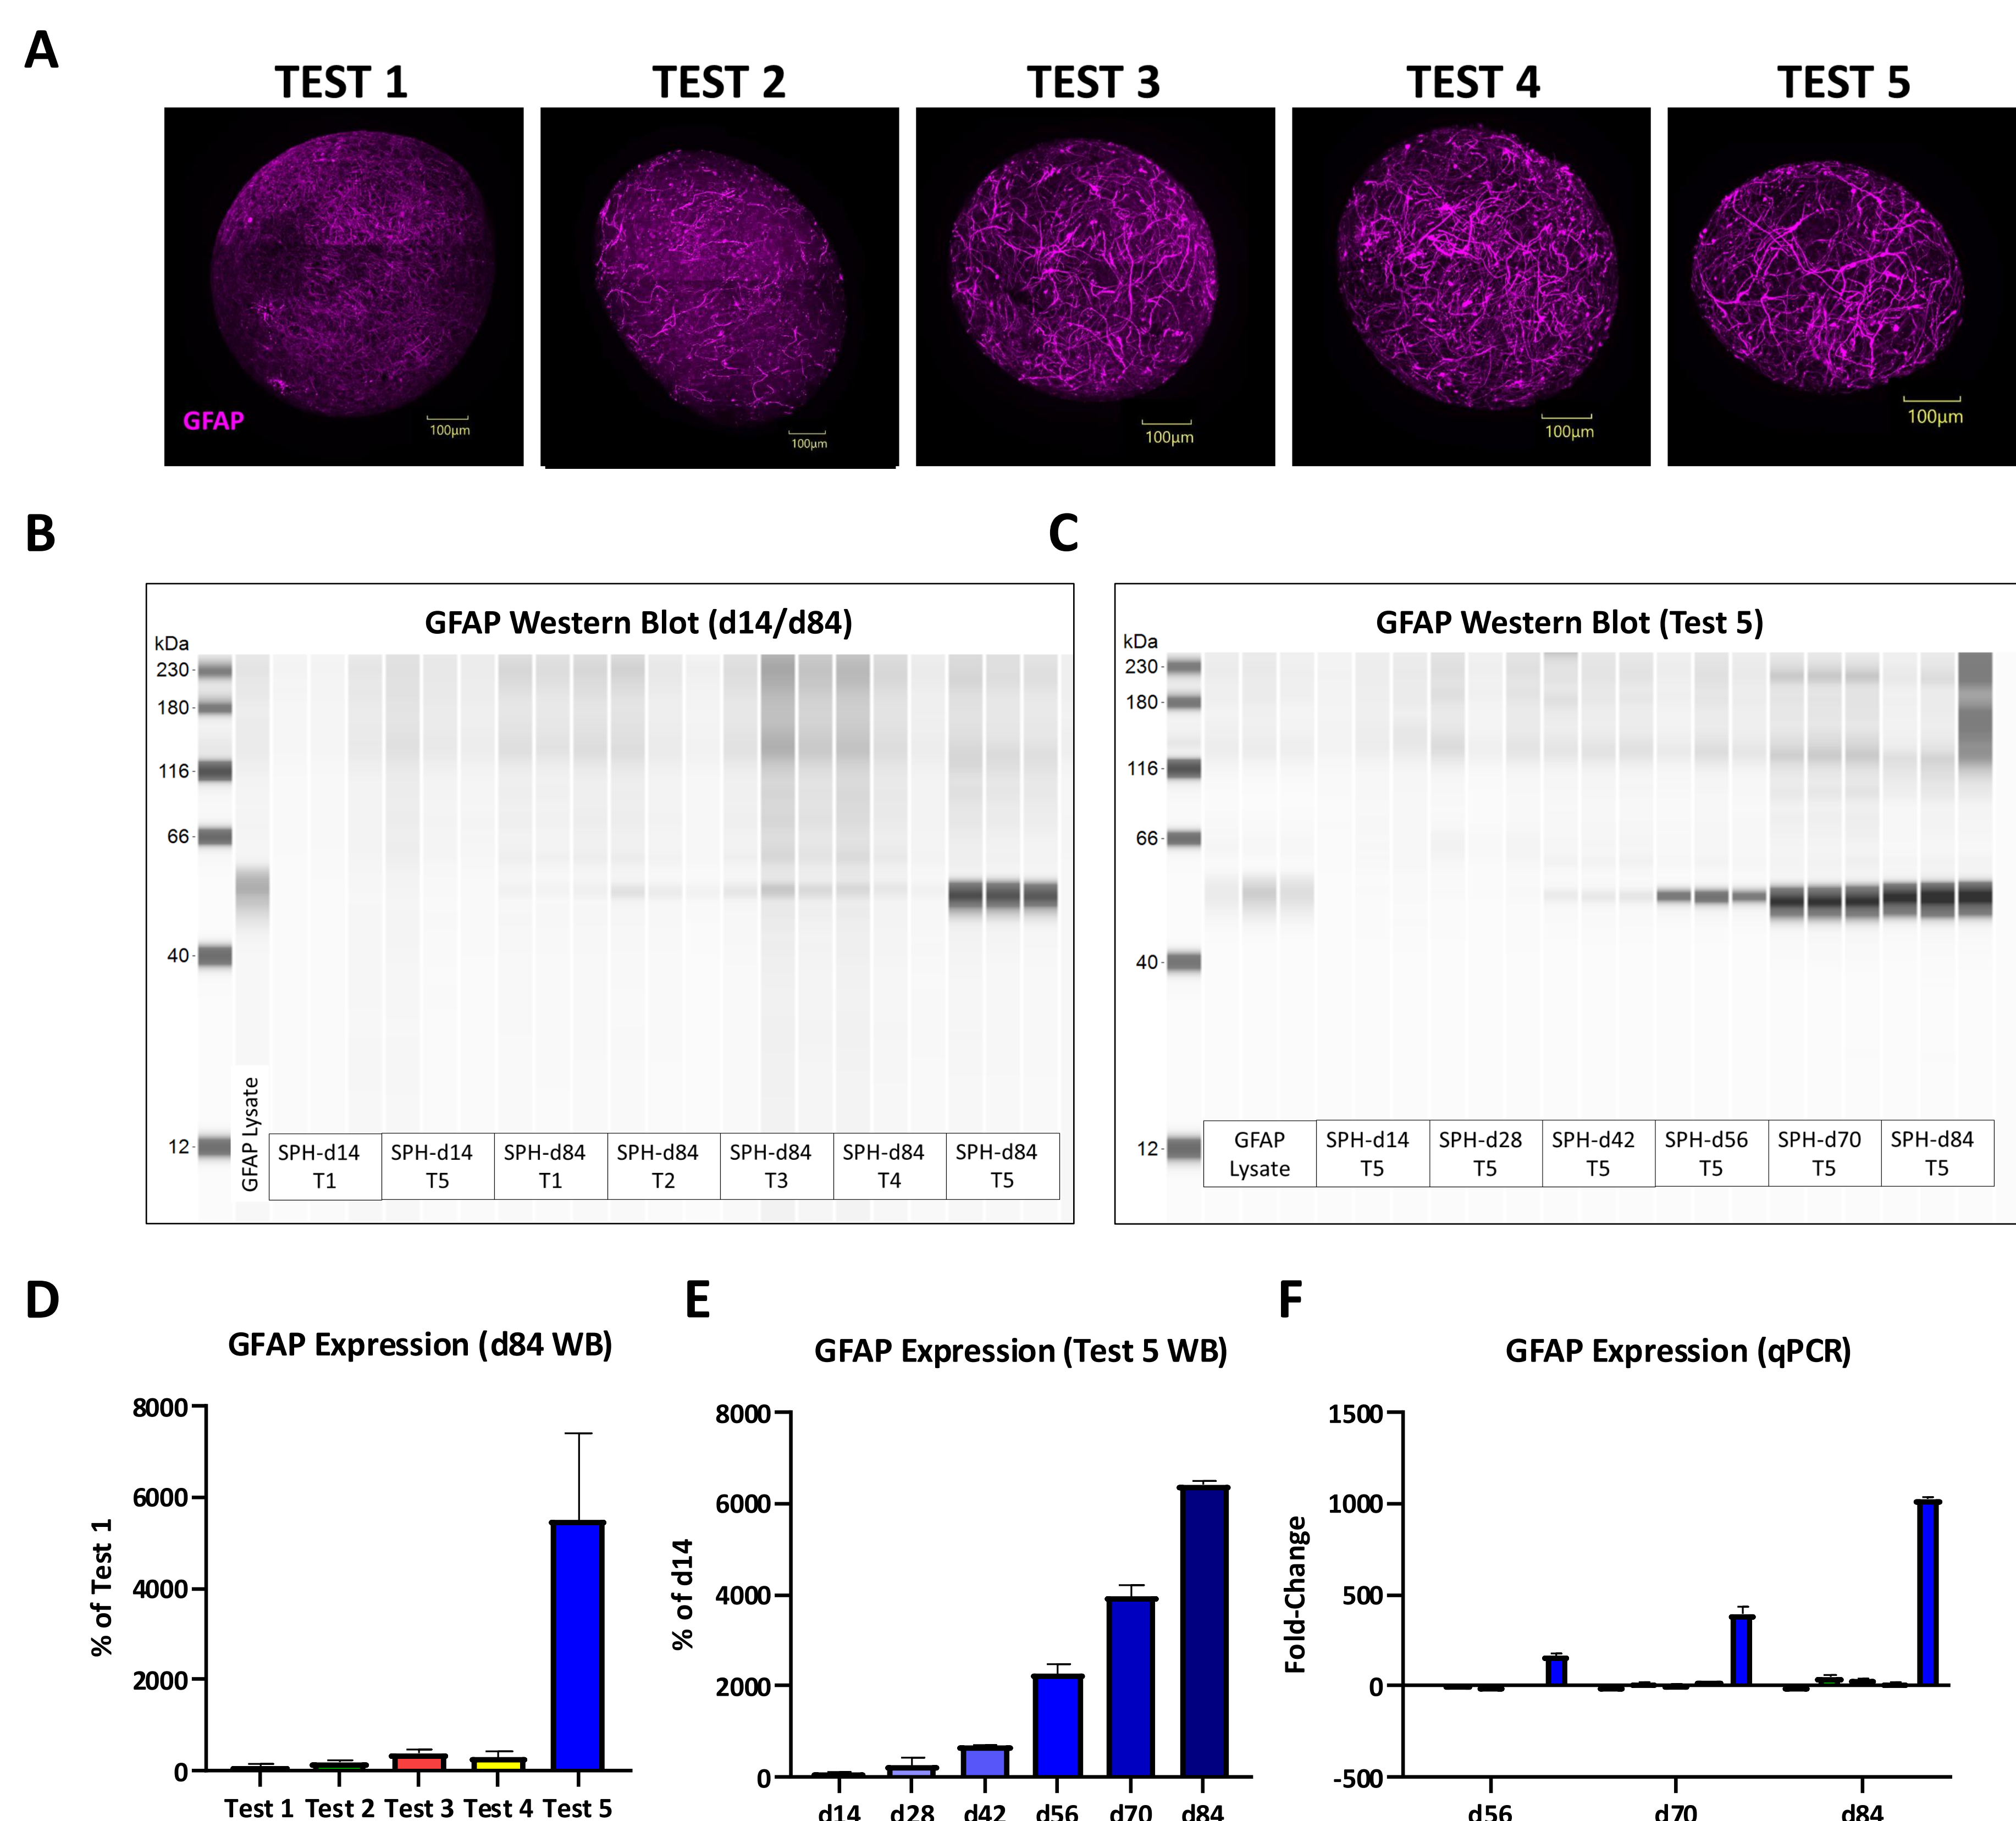 A
TEST 1
TEST 2
TEST 3
TEST 4
TEST 5
GFAP
100µm
100µm
100µm
100µm
100µm
B
GFAP Western Blot (d14/d84)
kDa
230
180
116
66
40
12
GFAP Lysate
SPH-d14
T1
SPH-d14
T5
SPH-d84
T1
SPH-d84
T2
SPH-d84
T3
SPH-d84
T4
SPH-d84
T5
C
GFAP Western Blot (Test 5)
kDa
230
180
116
66
40
12
GFAP
Lysate
SPH-d14
T5
SPH-d28
T5
SPH-d42
T5
SPH-d56
T5
SPH-d70
T5
SPH-d84
T5
D
GFAP Expression (d84 WB)
% of Test 1
8000
6000
4000
2000
0
Test 1
Test 2
Test 3
Test 4
Test 5
E
GFAP Expression (Test 5 WB)
% of d14
8000
6000
4000
2000
0
d14
d28
d42
d56
d70
d84
F
GFAP Expression (qPCR)
Fold-Change
1500
1000
500
0
-500
d56
d70
d84